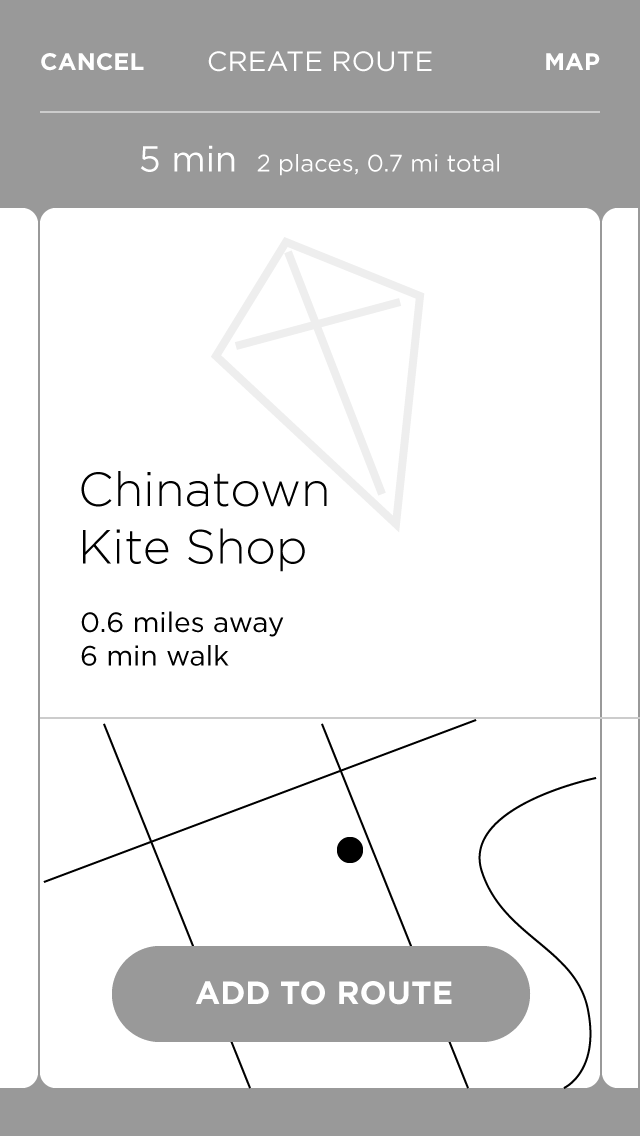 CANCEL CREATE ROUTE MAP
5 min 2 places, 0.7 mi total
Chinatown
Kite Shop
0.6 miles away
6 min walk
ADD TO ROUTE